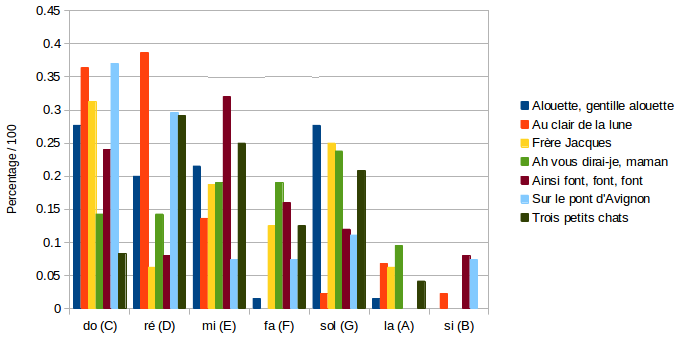 0.45
0.4
0.35
0.3
0.25
0.2
0.15
0.1
0.05
0
Percentage / 100
do (C) ré (D) mi (E) fa (F) sol (G) la (A) si (B)
Alouette, gentille alouette
Au clair de la lune
Frère Jacques
Ah vous dirai-je, maman
Ainsi font, font, font
Sur le pont d'Avignon
Trois petits chats